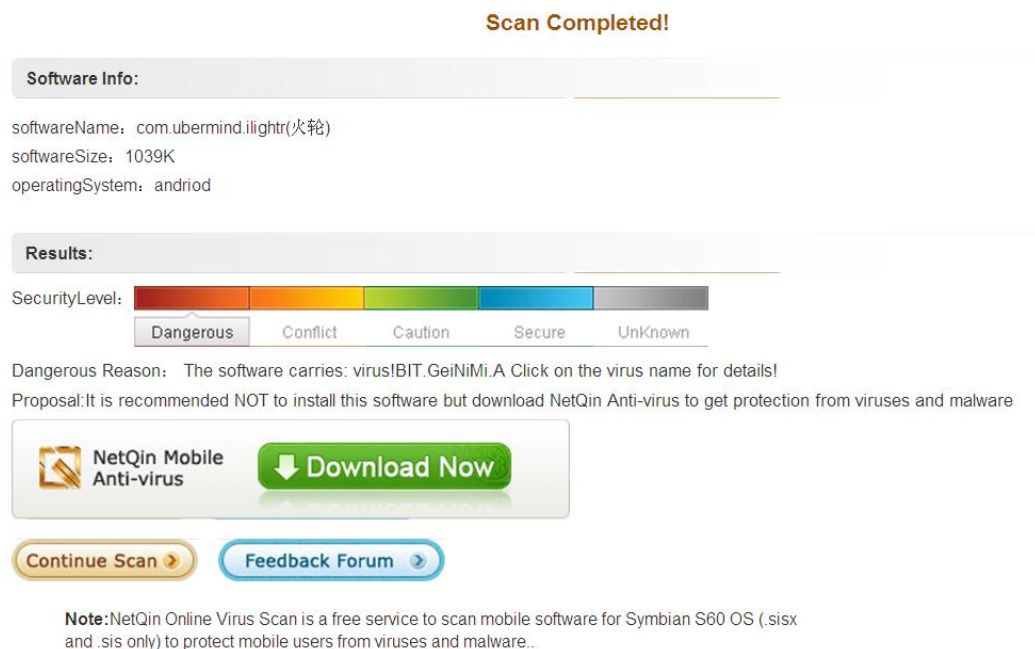 Scan Completed!
Software Info:
softwareName： com.ubermind.ilightr(火轮)
softwareSize： 1039K
operatingSystem： andriod
Results:
SecurityLevel：
Dangerous Conflict Caution Secure UnKnown
Dangerous Reason： The software carries: virus!BIT.GeiNiMi.A Click on the virus name for details!
Proposal:It is recommended NOT to install this software but download NetQin Anti-virus to get protection from viruses and malware
NetQin Mobile
Anti-virus
Download Now
Continue Scan Feedback Forum
Note:NetQin Online Virus Scan is a free service to scan mobile software for Symbian S60 OS (.sisx
and .sis only) to protect mobile users from viruses and malware..